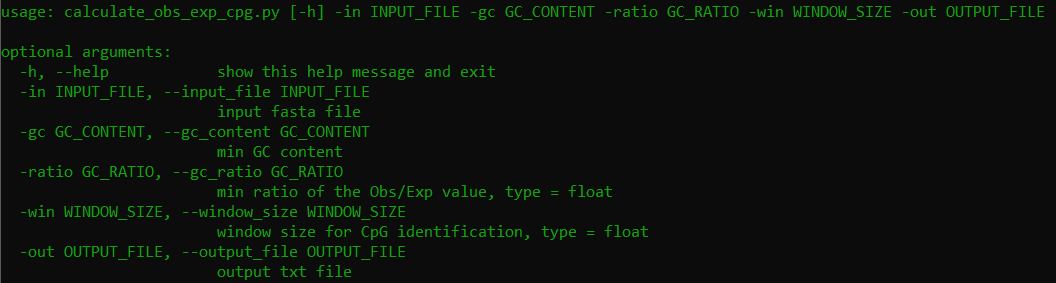 usage: calculate_obs_exp_cpg.py [-h] -in INPUT_FILE -gc GC_CONTENT -ratio GC_RATIO -win WINDOW_SIZE -out OUTPUT_FILE
optional arguments:
-h, --help show this help message and exit
-in INPUT_FILE, --input_file INPUT_FILE
input fasta file
-gc GC_CONTENT, --gc_content GC_CONTENT
min GC content
-ratio GC_RATIO, --gc_ratio GC_RATIO
min ratio of the Obs/Exp value, type = float
-win WINDOW_SIZE, --window_size WINDOW_SIZE
window size for CpG identification, type = float
-out OUTPUT_FILE, --output_file OUTPUT_FILE
output txt file